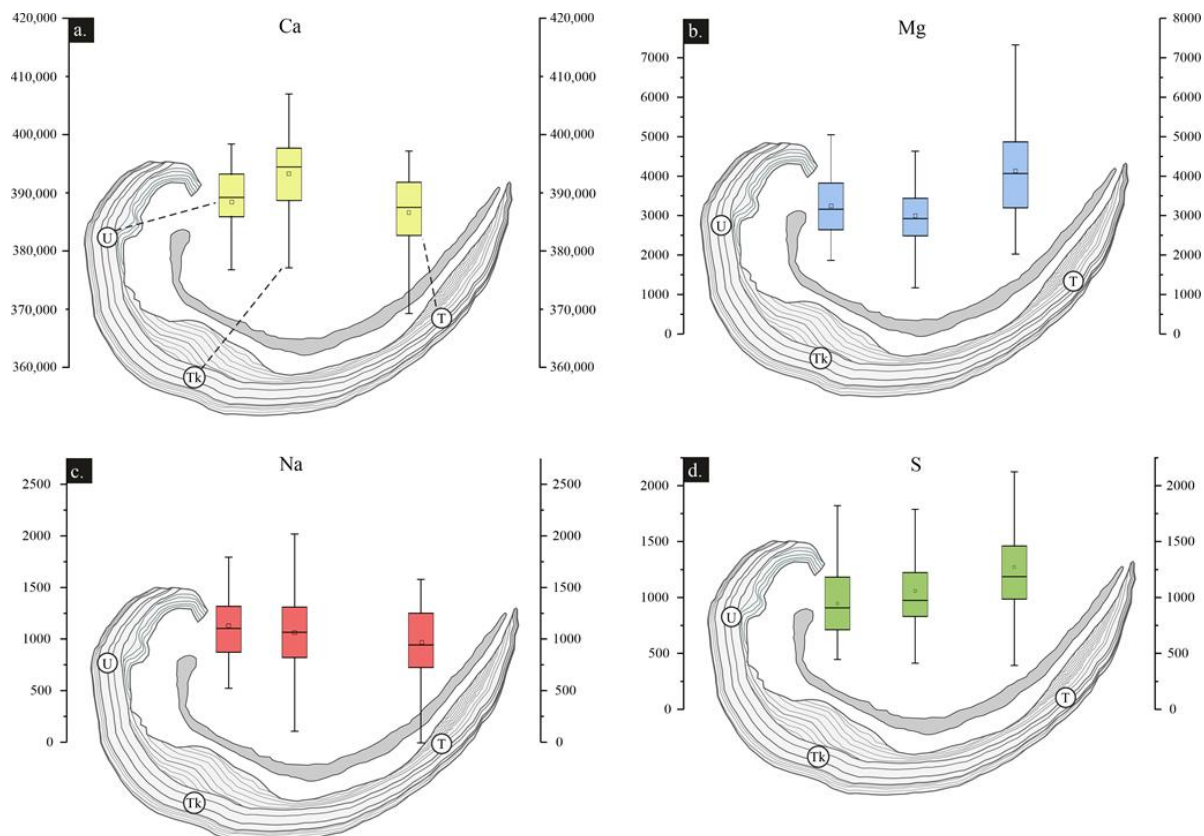 a.
Ca
420,000
410,000
400,000
390,000
380,000
370,000
360,000
420,000
410,000
400,000
390,000
380,000
370,000
360,000
U
Tk
T
b.
Mg
7000
6000
5000
4000
3000
2000
1000
0
8000
7000
6000
5000
4000
3000
2000
1000
0
U
Tk
T
c.
Na
2500
2000
1500
1000
500
0
2500
2000
1500
1000
500
0
U
Tk
T
d.
S
2000
1500
1000
500
0
2000
1500
1000
500
0
U
Tk
T